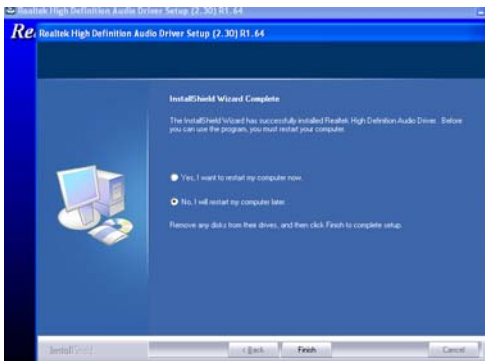 Realtek High Definition Audio Driver Setup (2.30) R1.64
Re
Realtek High Definition Audio Driver Setup (2.30) R1.64
InstallShield Wizard Complete
The InstallShield Wizard has successfully installed Realtek High Definition Audio Driver. Before
you can use the program, you must restart your computer.
Yes, I want to restart my computer now.
No, I will restart my computer later.
Remove any disks from their drives, and then click Finish to complete setup.
InstallShield
< Back
Finish
Cancel